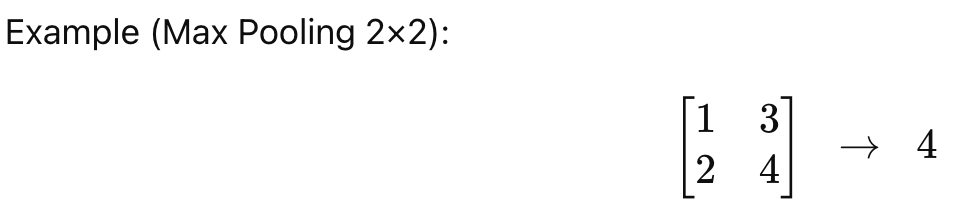 Example (Max Pooling 2×2):
[1 3
2 4] → 4